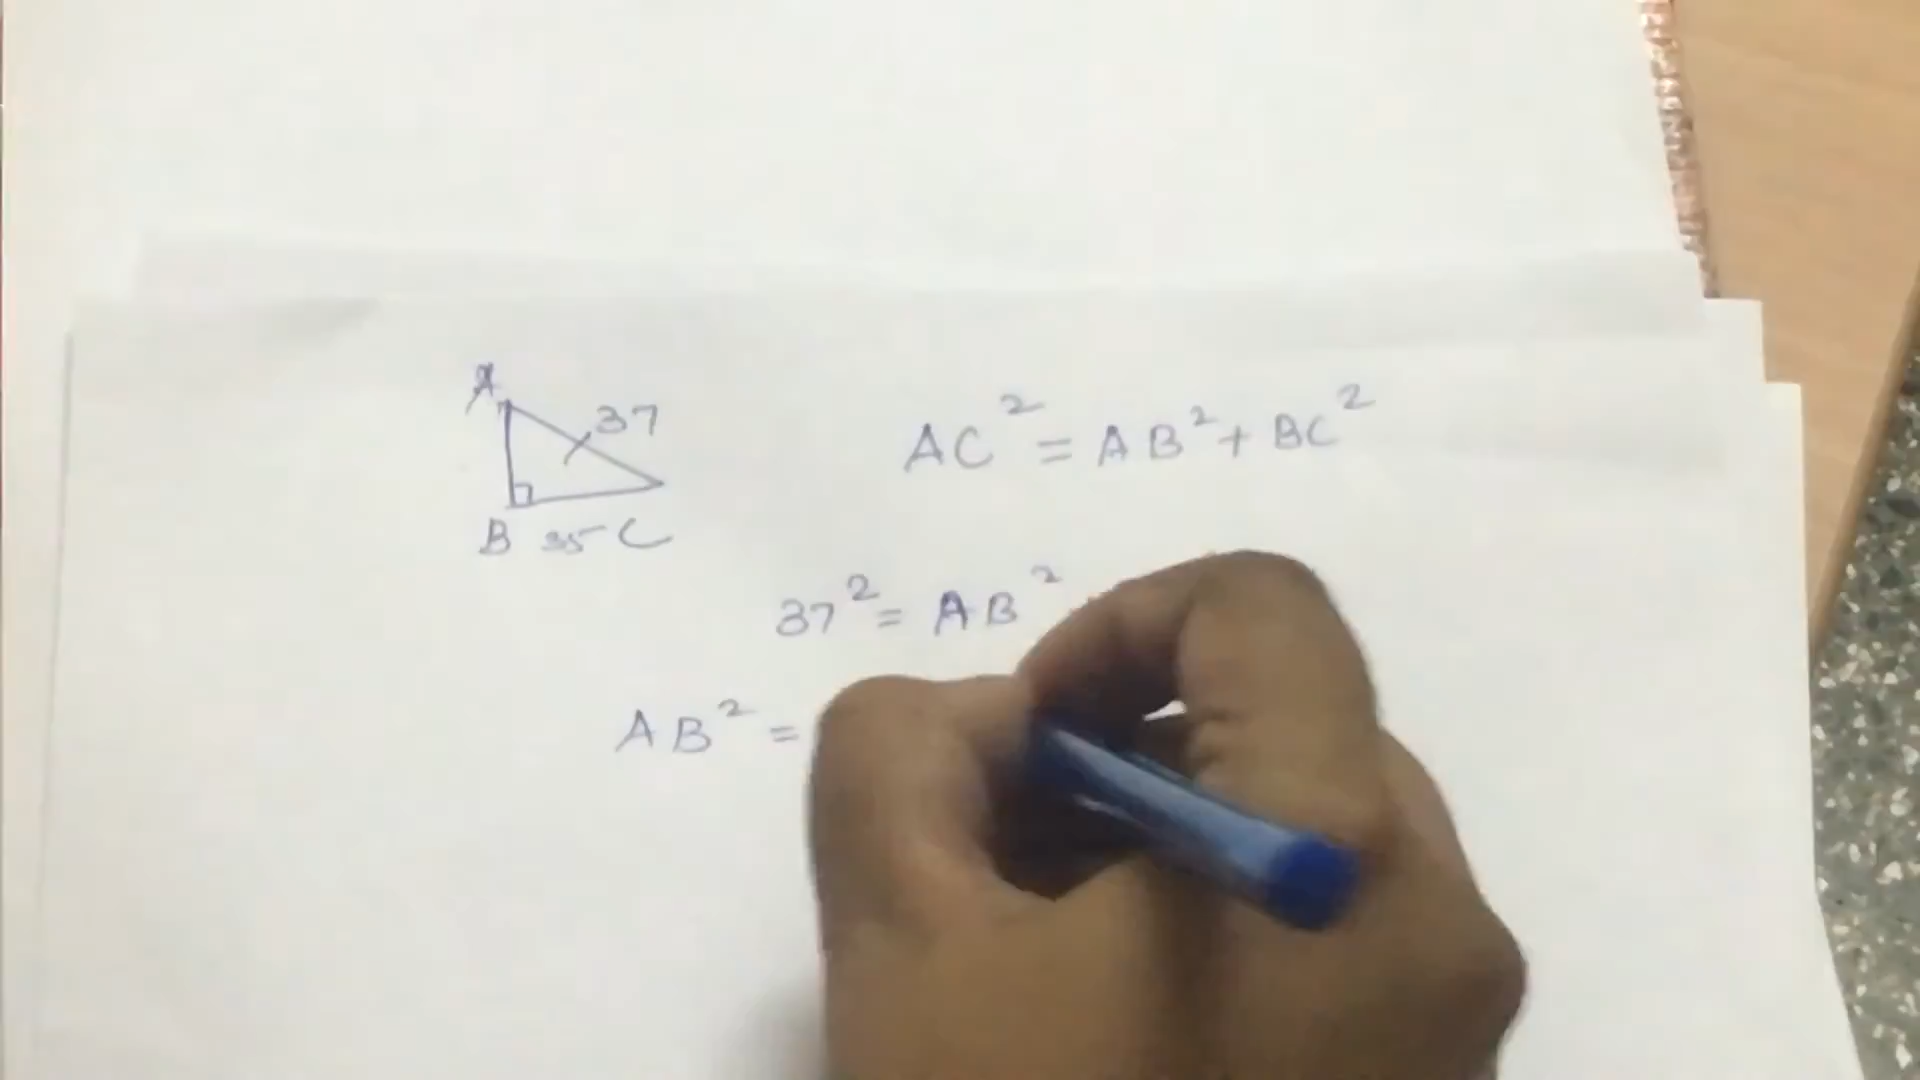 A
37
B 35 C
AC² = AB² + BC²
37² = AB²
AB² =